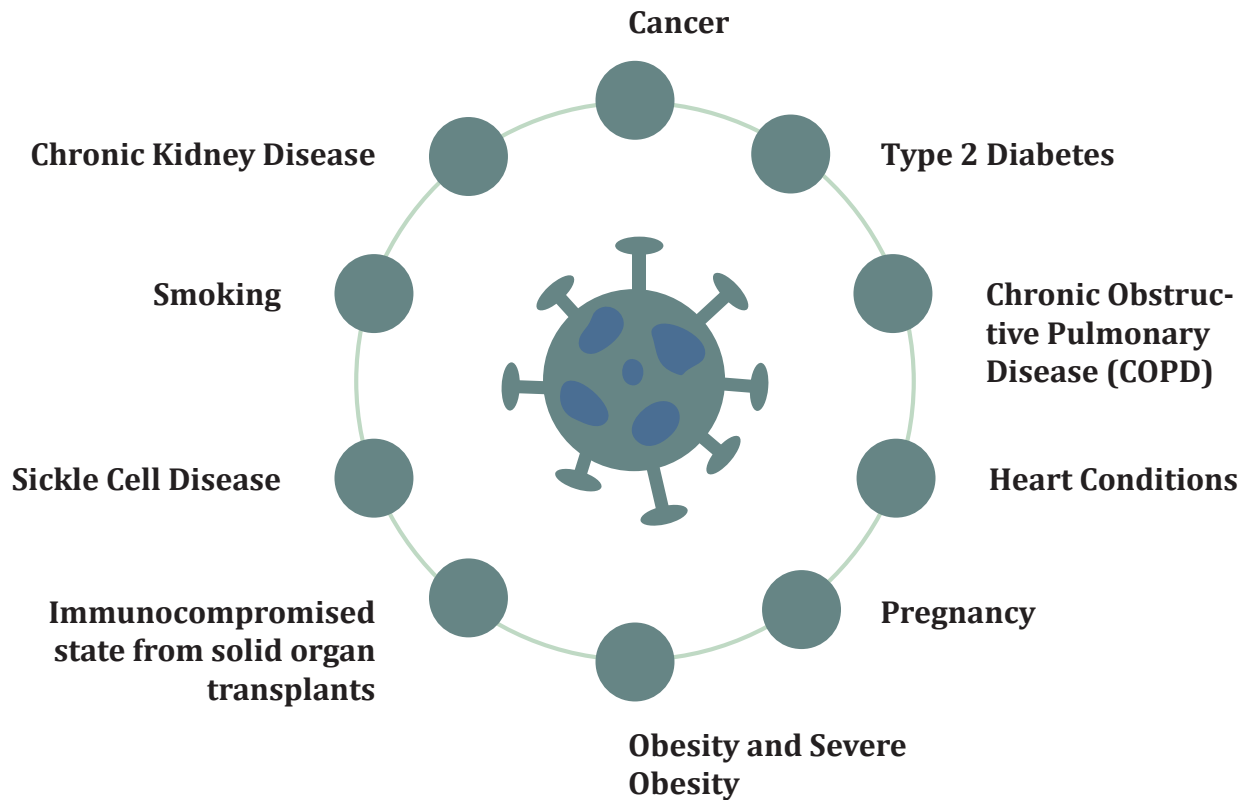 Cancer
Chronic Kidney Disease
Type 2 Diabetes
Smoking
Chronic Obstruc-
tive Pulmonary
Disease (COPD)
Sickle Cell Disease
Heart Conditions
Immunocompromised
state from solid organ
transplants
Pregnancy
Obesity and Severe
Obesity